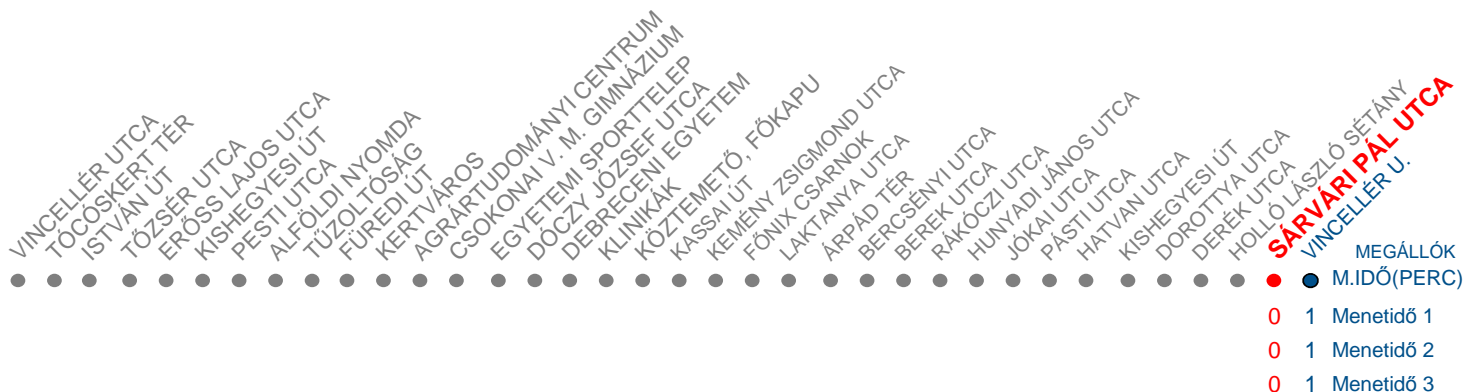 VINCELLÉR UTCA
TÓCÓSKERT TÉR
ISTVÁN ÚT
TŐZSÉR UTCA
ERŐSS LAJOS UTCA
KISHEGYESI ÚT
PESTI UTCA
ALFÖLDI NYOMDA
TŰZOLTÓSÁG
FÜREDI ÚT
KERTVÁROS
AGRÁRTUDOMÁNYI CENTRUM
CSOKONAI V. M. GIMNÁZIUM
EGYETEMI SPORTTELEP
DÓCZY JÓZSEF UTCA
DEBRECENI EGYETEM
KLINIKÁK
KÖZTEMETŐ, FŐKAPU
KASSAI ÚT
KEMÉNY ZSIGMOND UTCA
FŐNIX CSARNOK
LAKTANYA UTCA
ÁRPÁD TÉR
BERCSÉNYI UTCA
BEREK UTCA
RÁKÓCZI UTCA
HUNYADI JÁNOS UTCA
JÓKAI UTCA
PÁSTI UTCA
HATVAN UTCA
KISHEGYESI ÚT
DOROTTYA UTCA
DERÉK UTCA
HOLLÓ LÁSZLÓ SÉTÁNY
SÁRVÁRI PÁL UTCA
VINCELLÉR U.
MEGÁLLÓK
M.IDŐ(PERC)
0 1 Menetidő 1
0 1 Menetidő 2
0 1 Menetidő 3